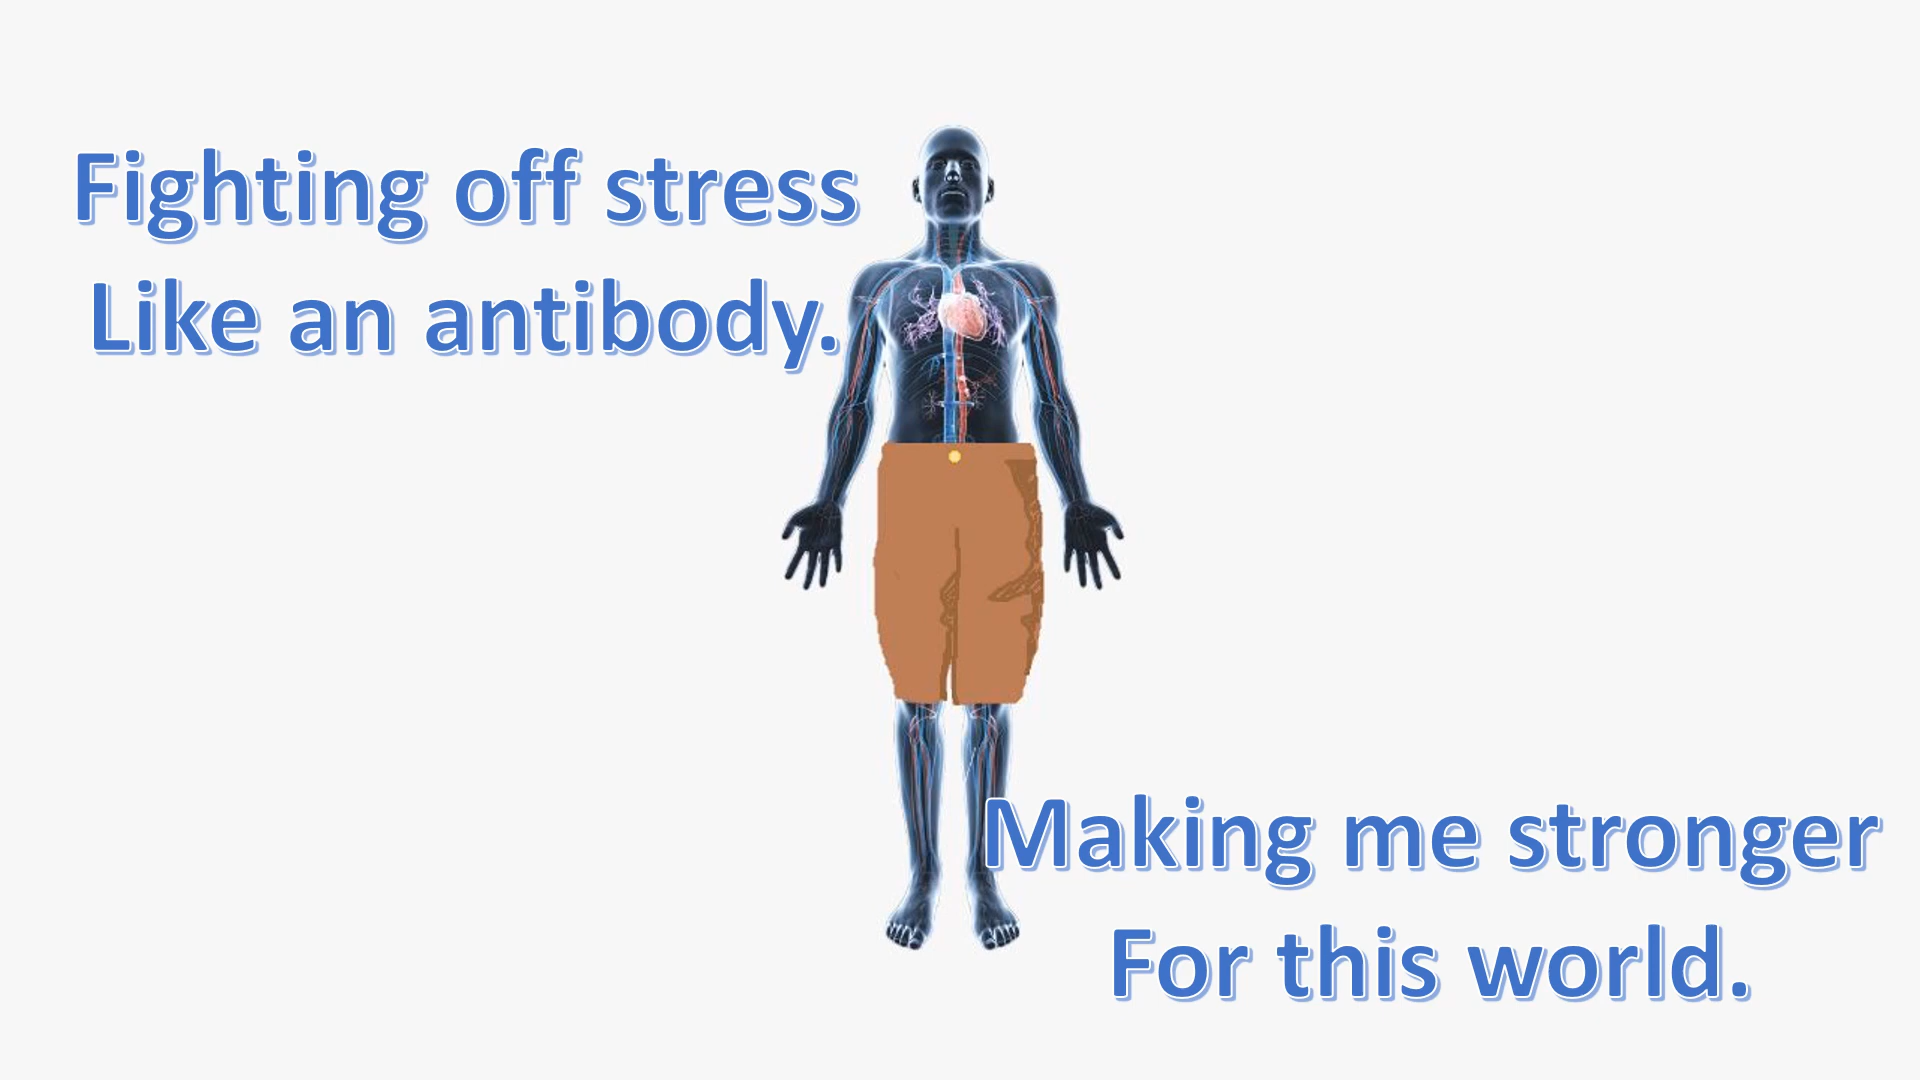 Fighting off stress
Like an antibody.
Making me stronger
For this world.